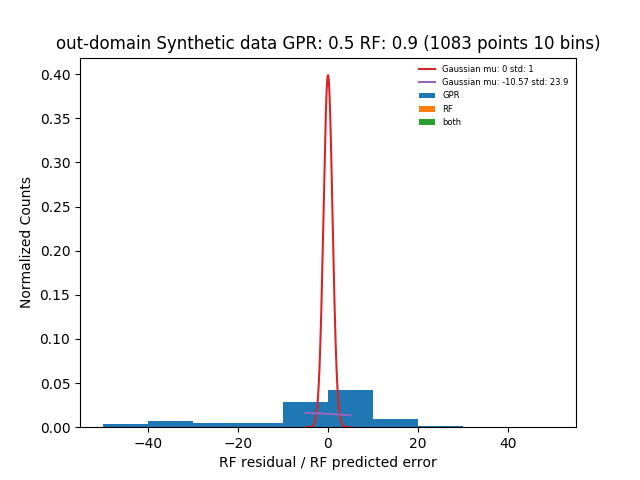 out-domain Synthetic data GPR: 0.5 RF: 0.9 (1083 points 10 bins)
Gaussian mu: 0 std: 1
Gaussian mu: -10.57 std: 23.9
GPR
RF
both
Normalized Counts
0.40
0.35
0.30
0.25
0.20
0.15
0.10
0.05
0.00
−40
−20
0
20
40
RF residual / RF predicted error